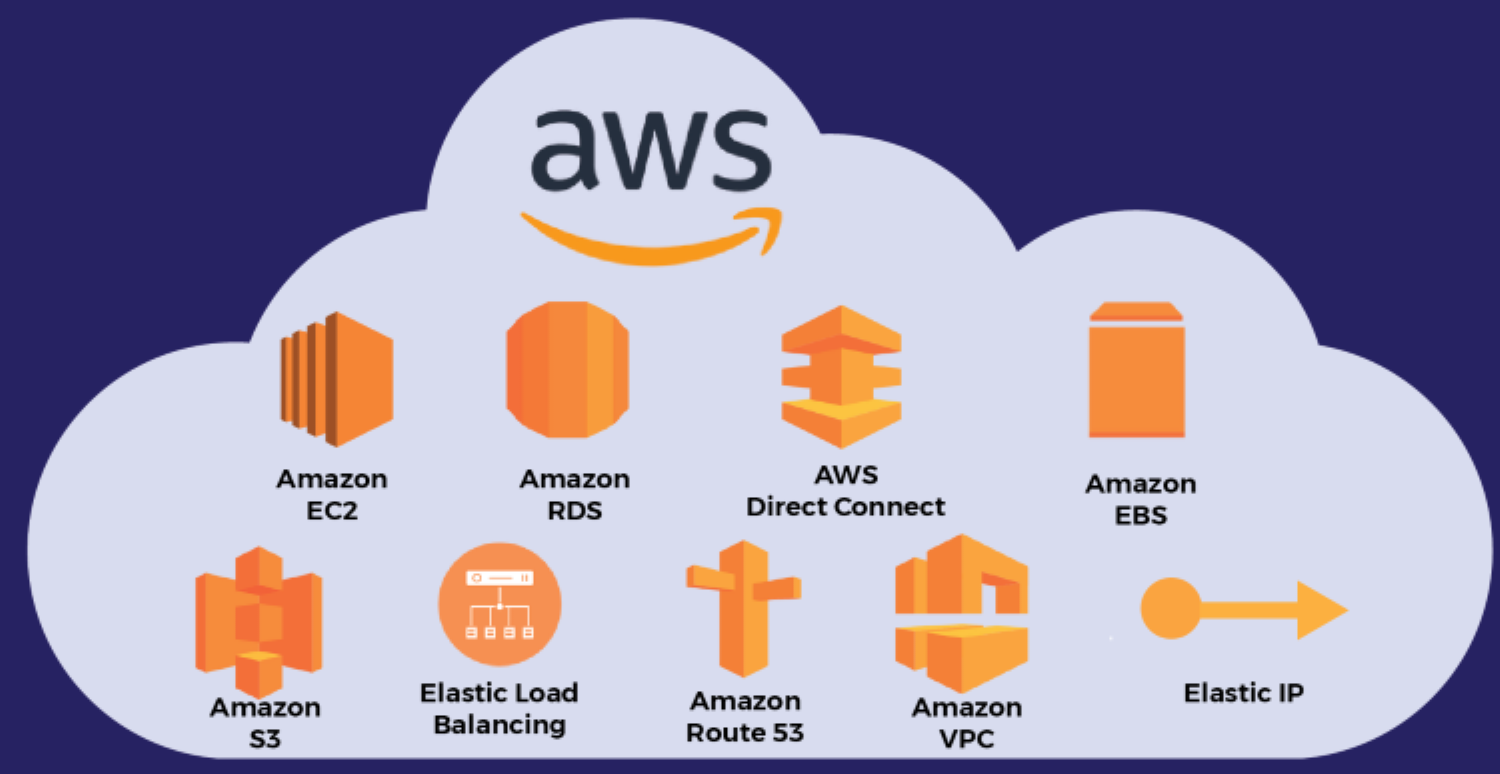 aws
Amazon
EC2
Amazon
RDS
AWS
Direct Connect
Amazon
EBS
Amazon
S3
Elastic Load
Balancing
Amazon
Route 53
Amazon
VPC
Elastic IP